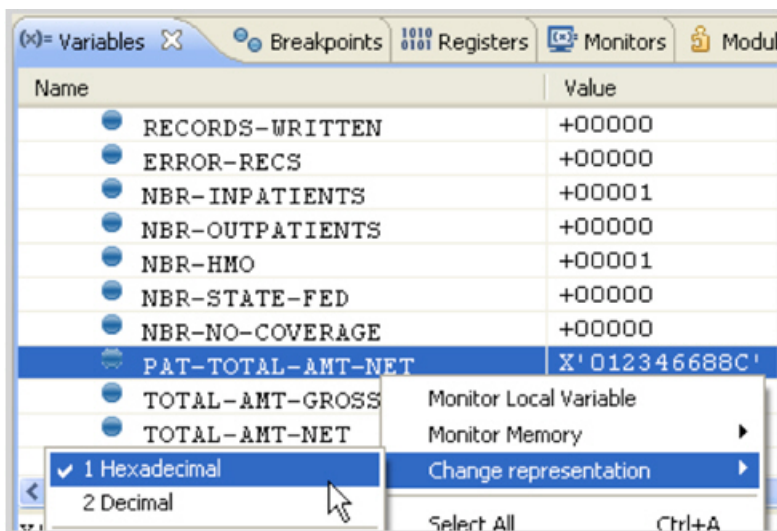 (x)= Variables Breakpoints 1010 0101 Registers Monitors Modul
Name Value
RECORDS-WRITTEN +00000
ERROR-RECS +00000
NBR-INPATIENTS +00001
NBR-OUTPATIENTS +00000
NBR-HMO +00001
NBR-STATE-FED +00000
NBR-NO-COVERAGE +00000
PAT-TOTAL-AMT-NET X'012346688C'
TOTAL-AMT-GROSS Monitor Local Variable
TOTAL-AMT-NET Monitor Memory
1 Hexadecimal Change representation
2 Decimal
Select All Ctrl+A